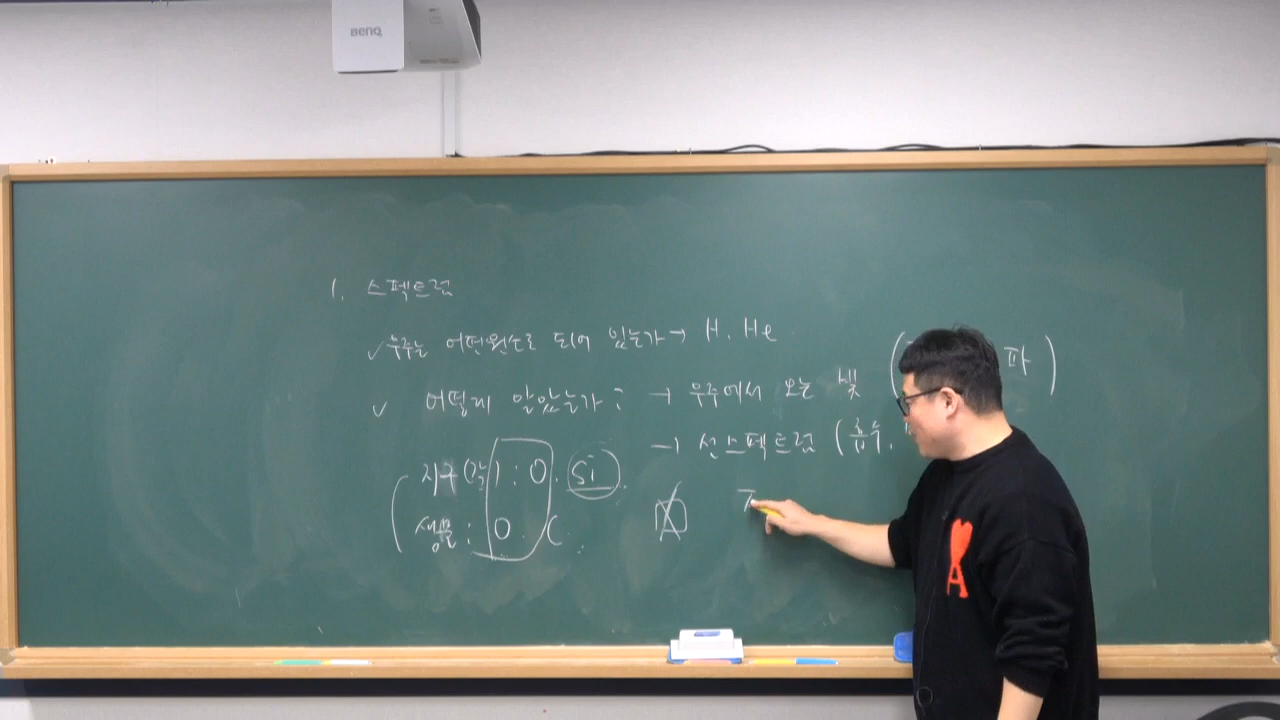 BenQ
1. 스펙트럼
✓ 우주는 어떤원소로 되어 있는가 → H, He
✓ 어떻게 알았는가? → 우주에서 오는 빛 ( 파 )
→ 선스펙트럼 (흡수,
지구(각) : O. Si.
생물 : O. C
A